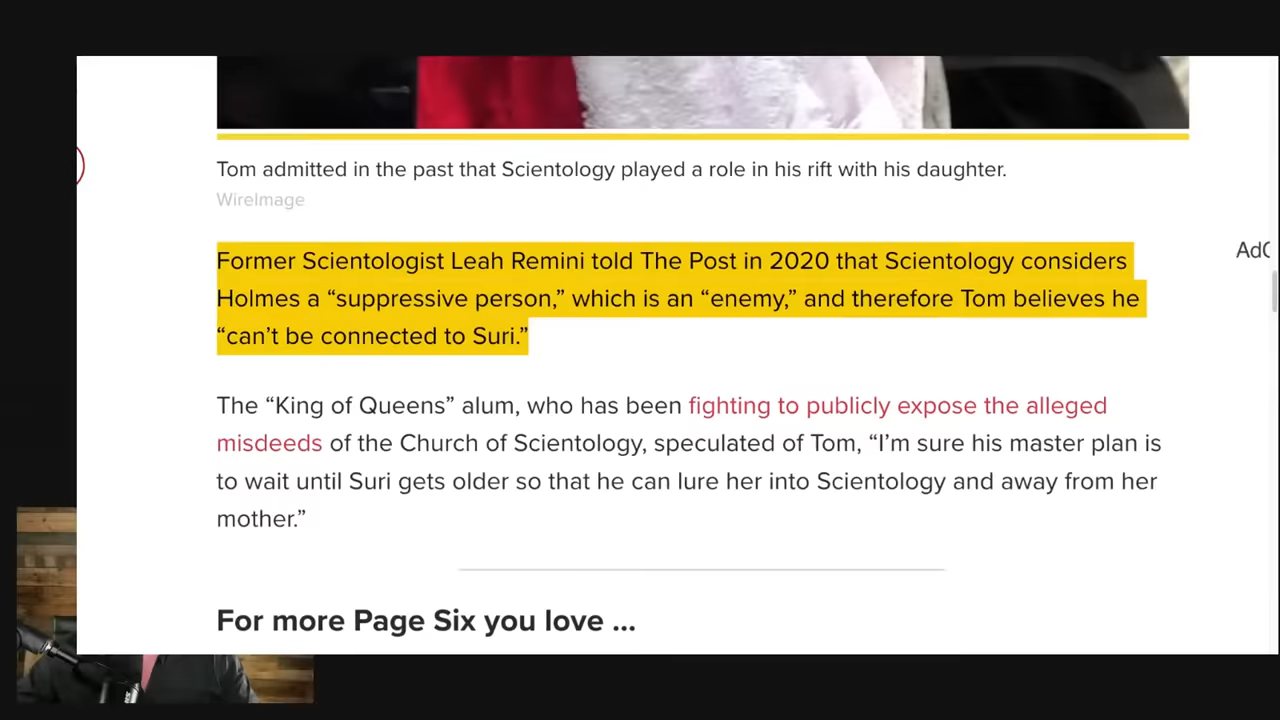 Tom admitted in the past that Scientology played a role in his rift with his daughter.
WireImage
Former Scientologist Leah Remini told The Post in 2020 that Scientology considers
Holmes a “suppressive person,” which is an “enemy,” and therefore Tom believes he
“can’t be connected to Suri.”
The “King of Queens” alum, who has been fighting to publicly expose the alleged
misdeeds of the Church of Scientology, speculated of Tom, “I’m sure his master plan is
to wait until Suri gets older so that he can lure her into Scientology and away from her
mother.”
For more Page Six you love ...